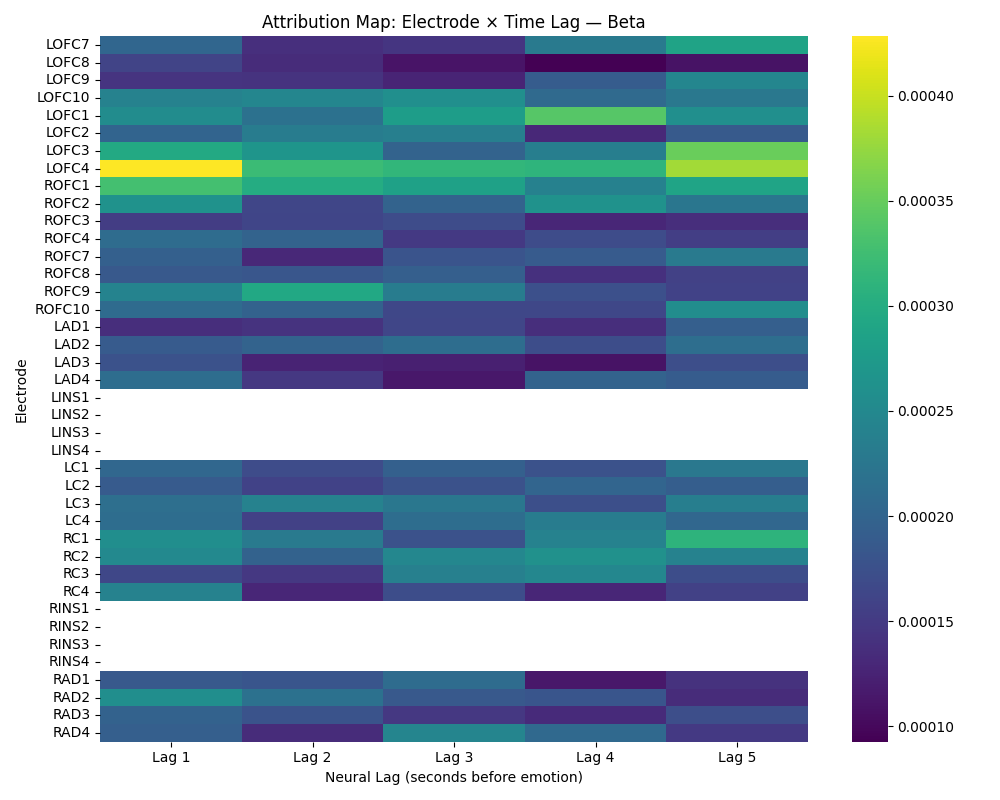 Attribution Map: Electrode × Time Lag — Beta
Electrode
LOFC7
LOFC8
LOFC9
LOFC10
LOFC1
LOFC2
LOFC3
LOFC4
ROFC1
ROFC2
ROFC3
ROFC4
ROFC7
ROFC8
ROFC9
ROFC10
LAD1
LAD2
LAD3
LAD4
LINS1
LINS2
LINS3
LINS4
LC1
LC2
LC3
LC4
RC1
RC2
RC3
RC4
RINS1
RINS2
RINS3
RINS4
RAD1
RAD2
RAD3
RAD4
Lag 1 Lag 2 Lag 3 Lag 4 Lag 5
Neural Lag (seconds before emotion)
0.00040
0.00035
0.00030
0.00025
0.00020
0.00015
0.00010